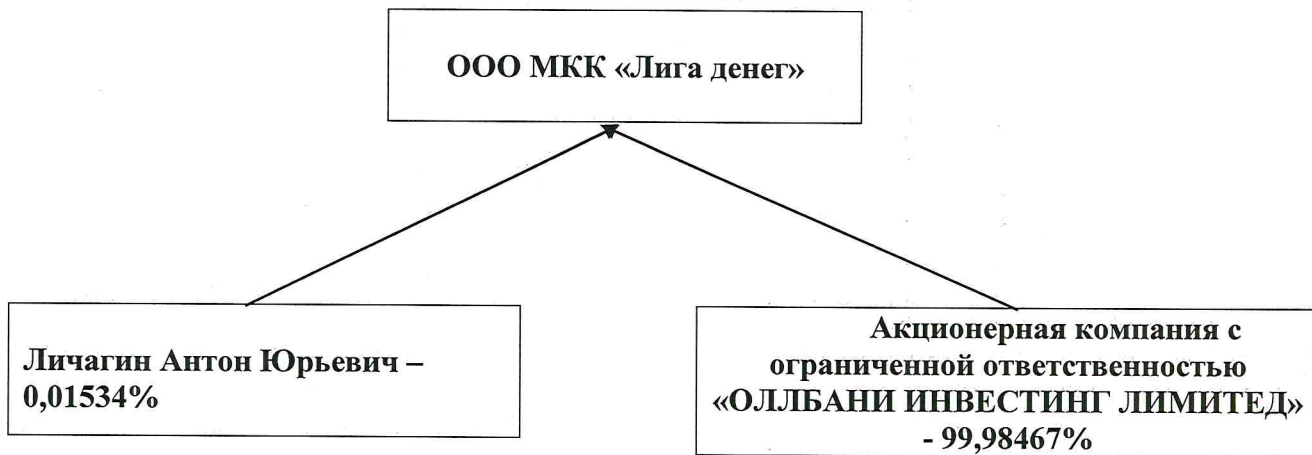 ООО МКК «Лига денег»
Личагин Антон Юрьевич –
0,01534%
Акционерная компания с
ограниченной ответственностью
«ОЛЛБАНИ ИНВЕСТИНГ ЛИМИТЕД»
- 99,98467%